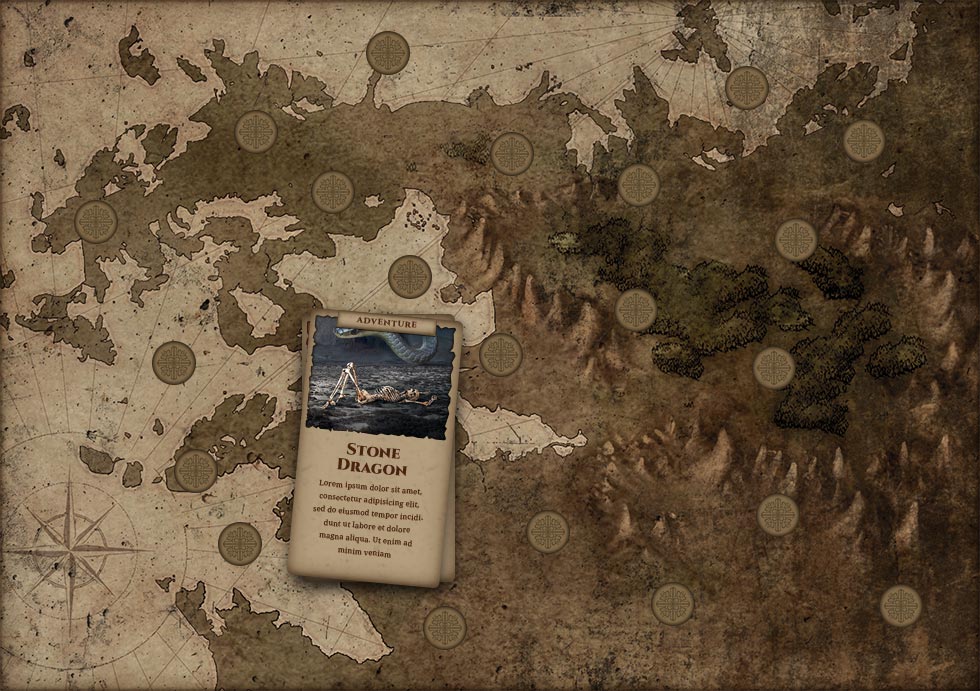 ADVENTURE
STONE
DRAGON
Lorem ipsum dolor sit amet,
consectetur adipisicing elit,
sed do eiusmod tempor incidi-
dunt ut labore et dolore
magna aliqua. Ut enim ad
minim veniam